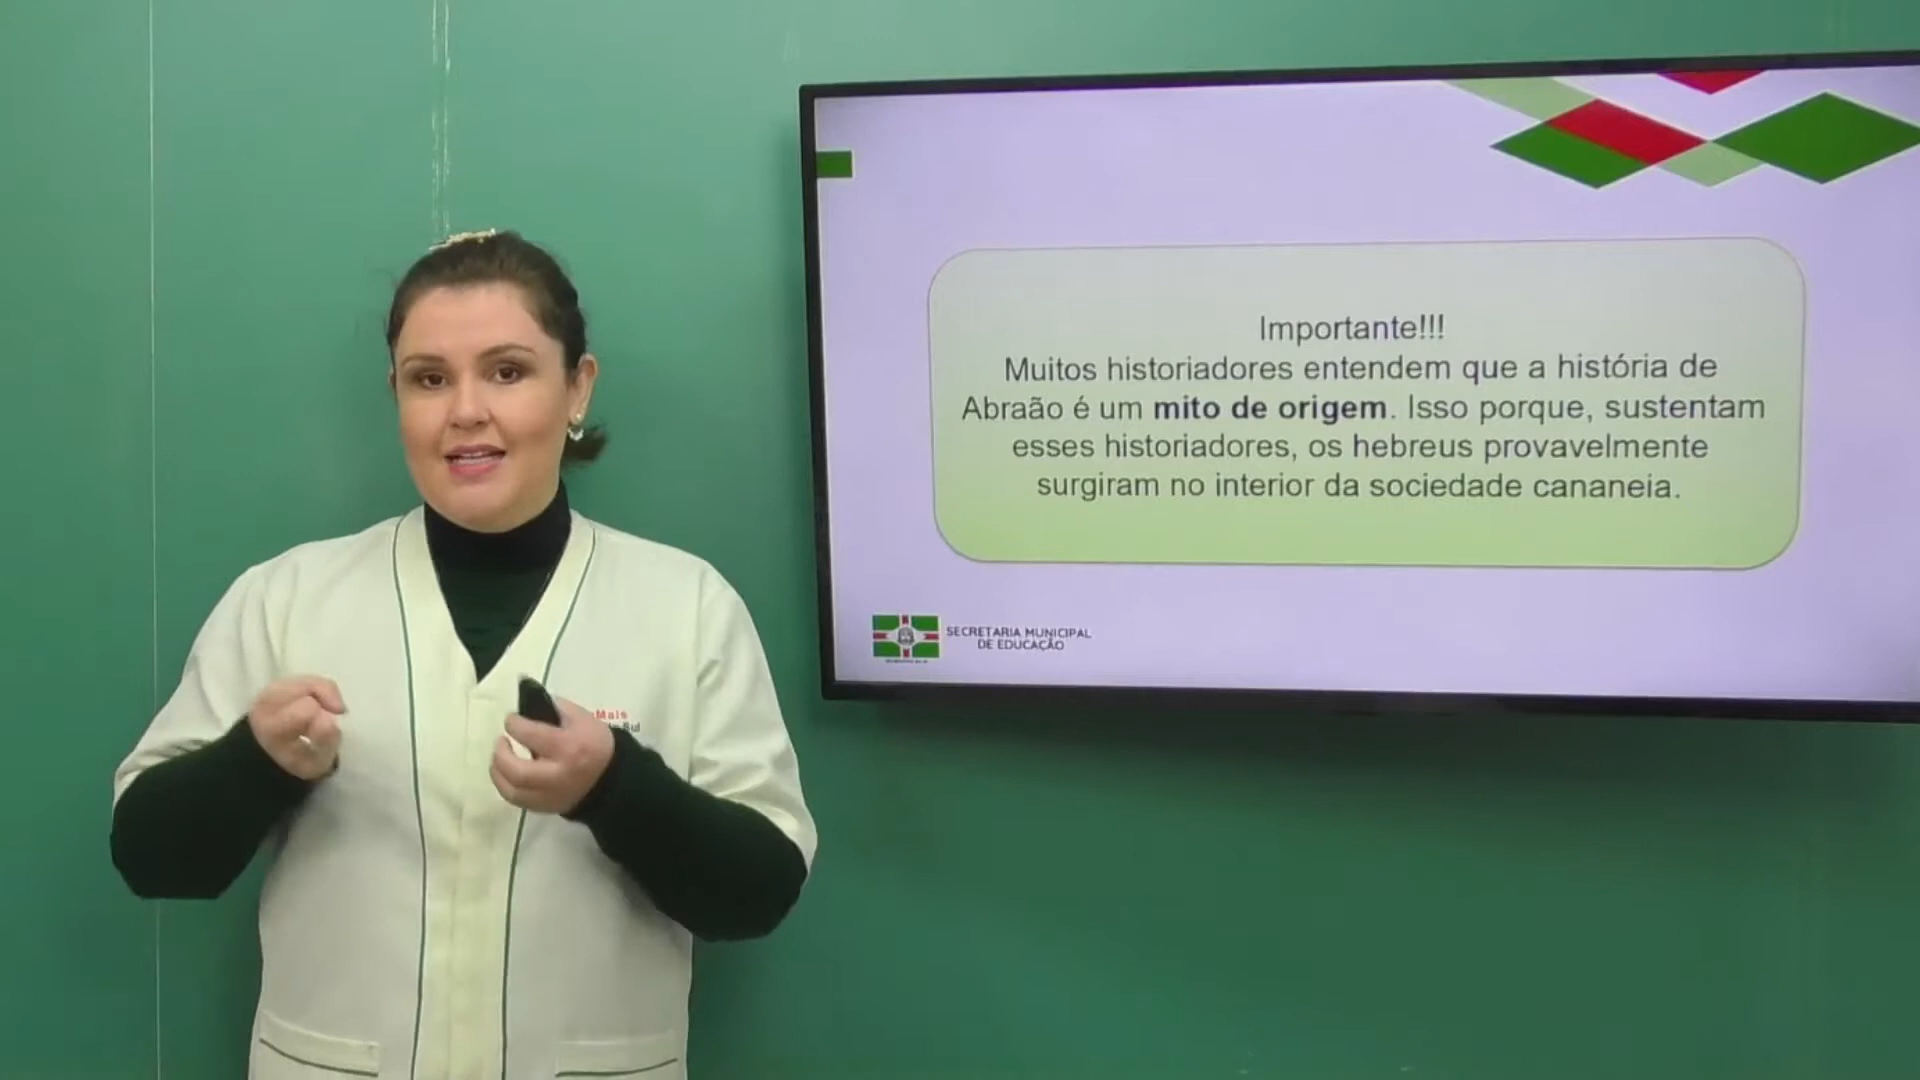 Importante!!!
Muitos historiadores entendem que a história de
Abraão é um mito de origem. Isso porque, sustentam
esses historiadores, os hebreus provavelmente
surgiram no interior da sociedade cananeia.
SECRETARIA MUNICIPAL
DE EDUCAÇÃO
Mais
Sul